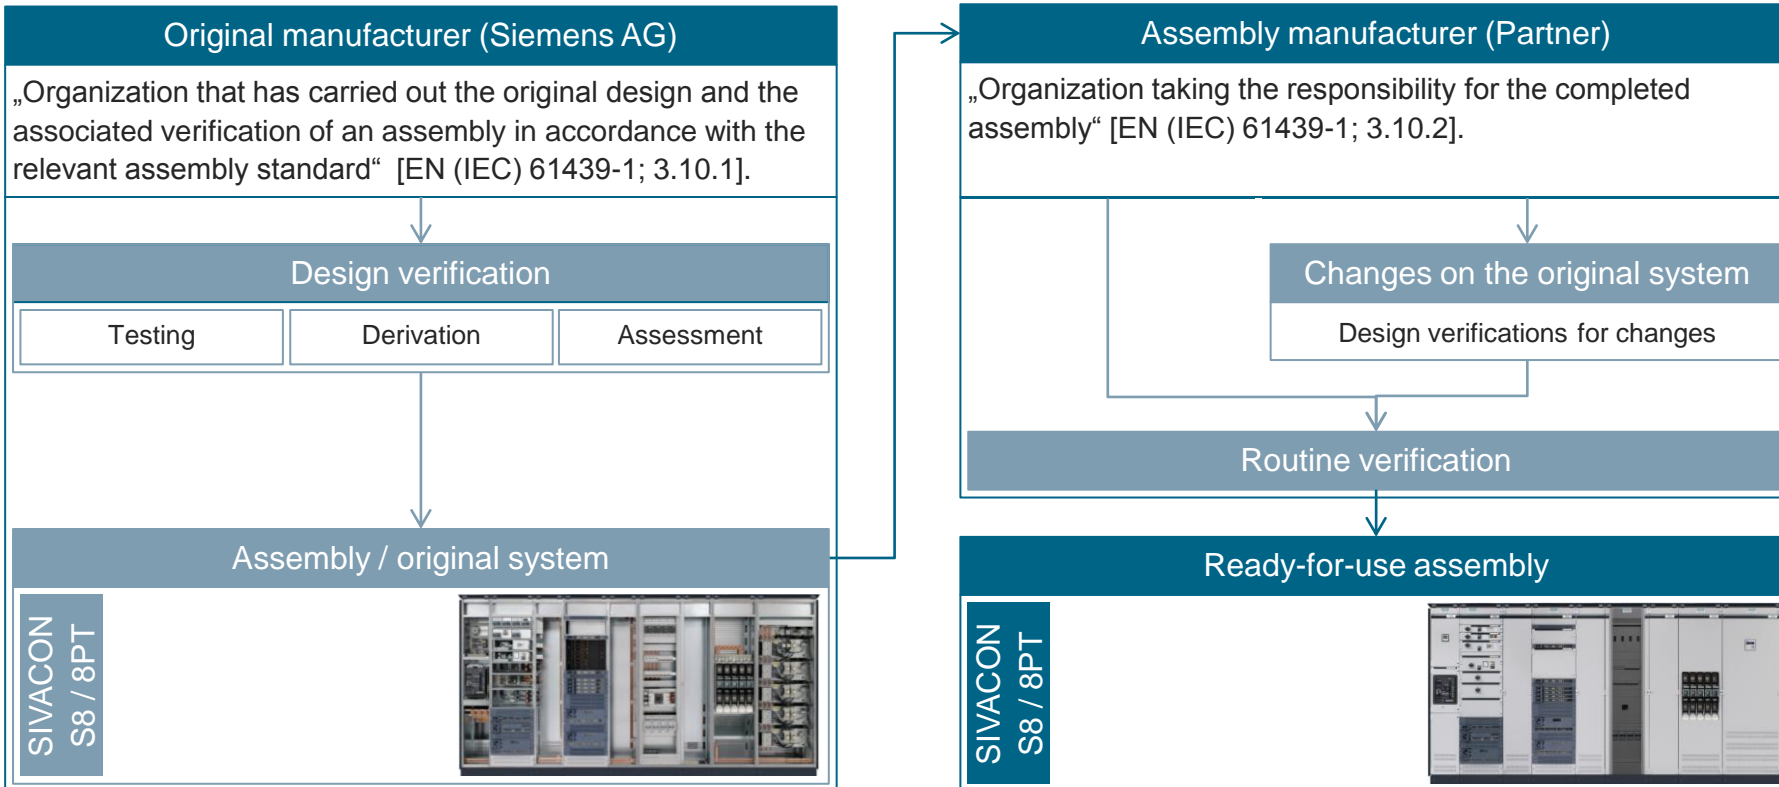 Original manufacturer (Siemens AG)
„Organization that has carried out the original design and the
associated verification of an assembly in accordance with the
relevant assembly standard“ [EN (IEC) 61439-1; 3.10.1].
Design verification
Testing
Derivation
Assessment
Assembly / original system
SIVACON
S8 / 8PT
Assembly manufacturer (Partner)
„Organization taking the responsibility for the completed
assembly“ [EN (IEC) 61439-1; 3.10.2].
Changes on the original system
Design verifications for changes
Routine verification
Ready-for-use assembly
SIVACON
S8 / 8PT